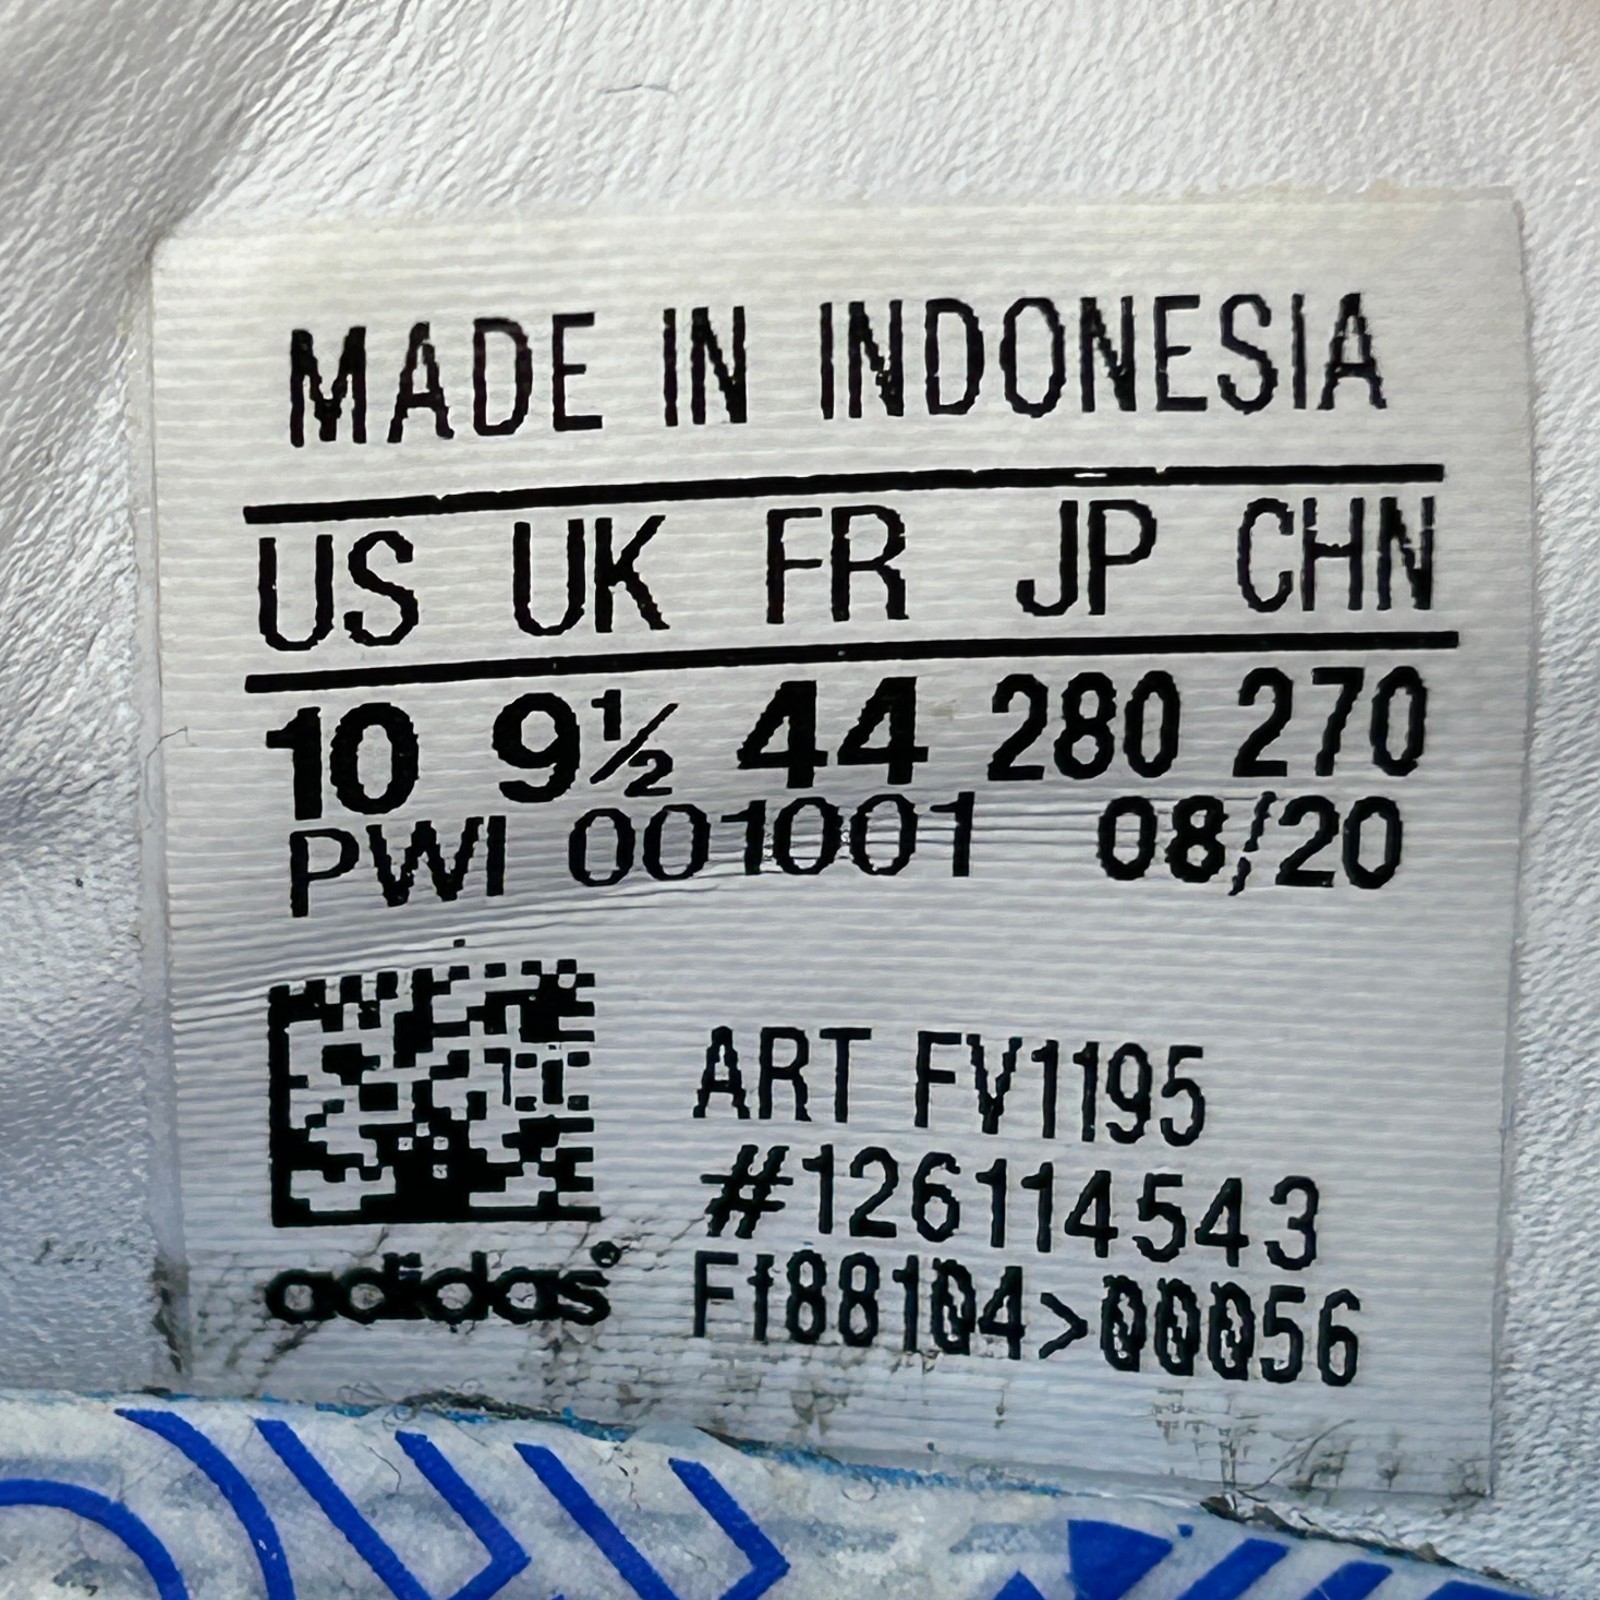 MADE IN INDONESIA
US UK FR JP CHN
10 9½ 44 280 270
PWI 001001 08/20
ART FV1195
#126114543
adidas®
Ff88104>00056